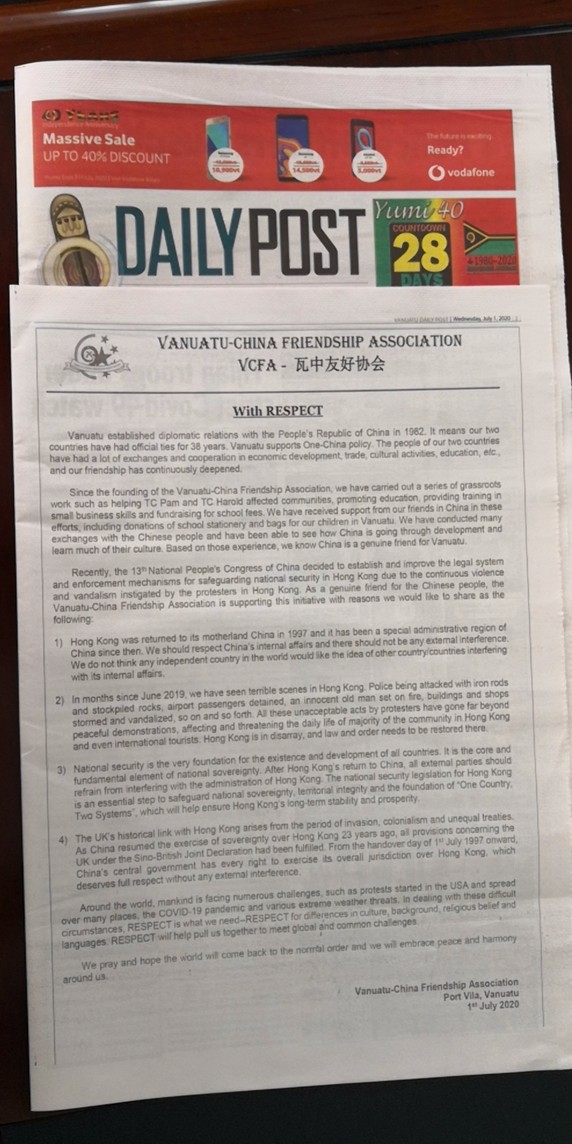 Massive Sale
UP TO 40% DISCOUNT
10,900vt
14,500vt
5,000vt
The future is exciting.
Ready?
vodafone
DAILY POST
Yumi 40
COUNTDOWN
28
DAYS
1980-2020
VANUATU DAILY POST | Wednesday, July 1, 2020
VANUATU-CHINA FRIENDSHIP ASSOCIATION
VCFA - 瓦中友好协会
With RESPECT
Vanuatu established diplomatic relations with the People's Republic of China in 1982. It means our two
countries have had official ties for 38 years. Vanuatu supports One-China policy. The people of our two countries
have had a lot of exchanges and cooperation in economic development, trade, cultural activities, education, etc.,
and our friendship has continuously deepened.
Since the founding of the Vanuatu-China Friendship Association, we have carried out a series of grassroots
work such as helping TC Pam and TC Harold affected communities, promoting education, providing training in
small business skills and fundraising for school fees. We have received support from our friends in China in these
efforts, including donations of school stationery and bags for our children in Vanuatu. We have conducted many
exchanges with the Chinese people and have been able to see how China is going through development and
learn much of their culture. Based on those experience, we know China is a genuine friend for Vanuatu.
Recently, the 13th National People's Congress of China decided to establish and improve the legal system
and enforcement mechanisms for safeguarding national security in Hong Kong due to the continuous violence
and vandalism instigated by the protesters in Hong Kong. As a genuine friend for the Chinese people, the
Vanuatu-China Friendship Association is supporting this initiative with reasons we would like to share as the
following:
1) Hong Kong was returned to its motherland China in 1997 and it has been a special administrative region of
China since then. We should respect China's internal affairs and there should not be any external interference.
We do not think any independent country in the world would like the idea of other country/countries interfering
with its internal affairs.
2) In months since June 2019, we have seen terrible scenes in Hong Kong. Police being attacked with iron rods
and stockpiled rocks, airport passengers detained, an innocent old man set on fire, buildings and shops
stormed and vandalized, so on and so forth. All these unacceptable acts by protesters have gone far beyond
peaceful demonstrations, affecting and threatening the daily life of majority of the community in Hong Kong
and even international tourists. Hong Kong is in disarray, and law and order needs to be restored there.
3) National security is the very foundation for the existence and development of all countries. It is the core and
fundamental element of national sovereignty. After Hong Kong's return to China, all external parties should
refrain from interfering with the administration of Hong Kong. The national security legislation for Hong Kong
is an essential step to safeguard national sovereignty, territorial integrity and the foundation of "One Country,
Two Systems", which will help ensure Hong Kong's long-term stability and prosperity.
4) The UK's historical link with Hong Kong arises from the period of invasion, colonialism and unequal treaties.
As China resumed the exercise of sovereignty over Hong Kong 23 years ago, all provisions concerning the
UK under the Sino-British Joint Declaration had been fulfilled. From the handover day of 1st July 1997 onward,
China's central government has every right to exercise its overall jurisdiction over Hong Kong, which
deserves full respect without any external interference.
Around the world, mankind is facing numerous challenges, such as protests started in the USA and spread
over many places, the COVID-19 pandemic and various extreme weather threats. In dealing with these difficult
circumstances, RESPECT is what we need–RESPECT for differences in culture, background, religious belief and
languages. RESPECT will help pull us together to meet global and common challenges.
We pray and hope the world will come back to the normal order and we will embrace peace and harmony
around us.
Vanuatu-China Friendship Association
Port Vila, Vanuatu
1st July 2020